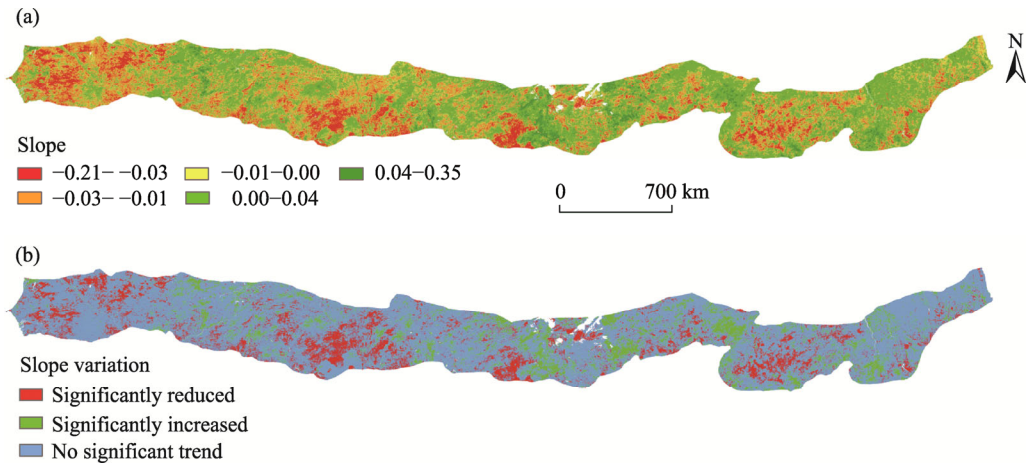 (a)
N
Slope
−0.21− −0.03 −0.01−0.00 0.04−0.35
−0.03− −0.01 0.00−0.04
0 700 km
(b)
Slope variation
Significantly reduced
Significantly increased
No significant trend